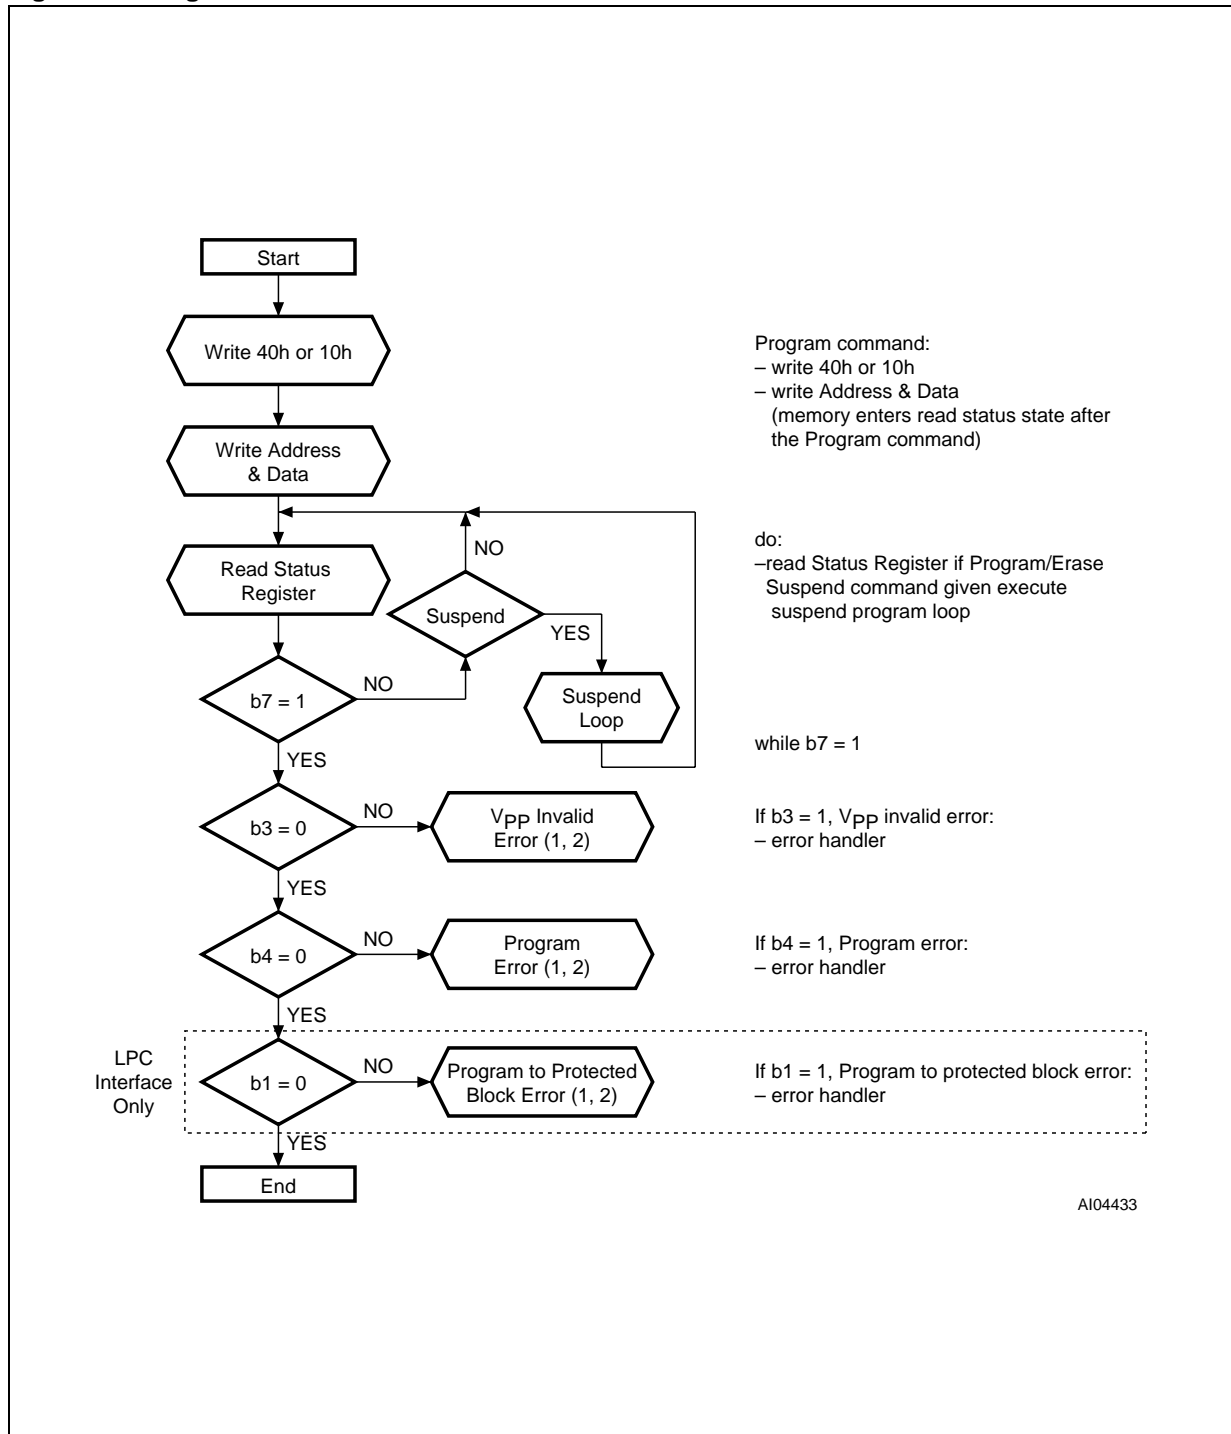 Start
Write 40h or 10h
Write Address
& Data
Read Status
Register
NO
Suspend
YES
b7 = 1
NO
Suspend
Loop
YES
b3 = 0
NO
VPP Invalid
Error (1, 2)
YES
b4 = 0
NO
Program
Error (1, 2)
YES
LPC
Interface
Only
b1 = 0
NO
Program to Protected
Block Error (1, 2)
YES
End
Program command:
– write 40h or 10h
– write Address & Data
(memory enters read status state after
the Program command)
do:
–read Status Register if Program/Erase
Suspend command given execute
suspend program loop
while b7 = 1
If b3 = 1, VPP invalid error:
– error handler
If b4 = 1, Program error:
– error handler
If b1 = 1, Program to protected block error:
– error handler
AI04433